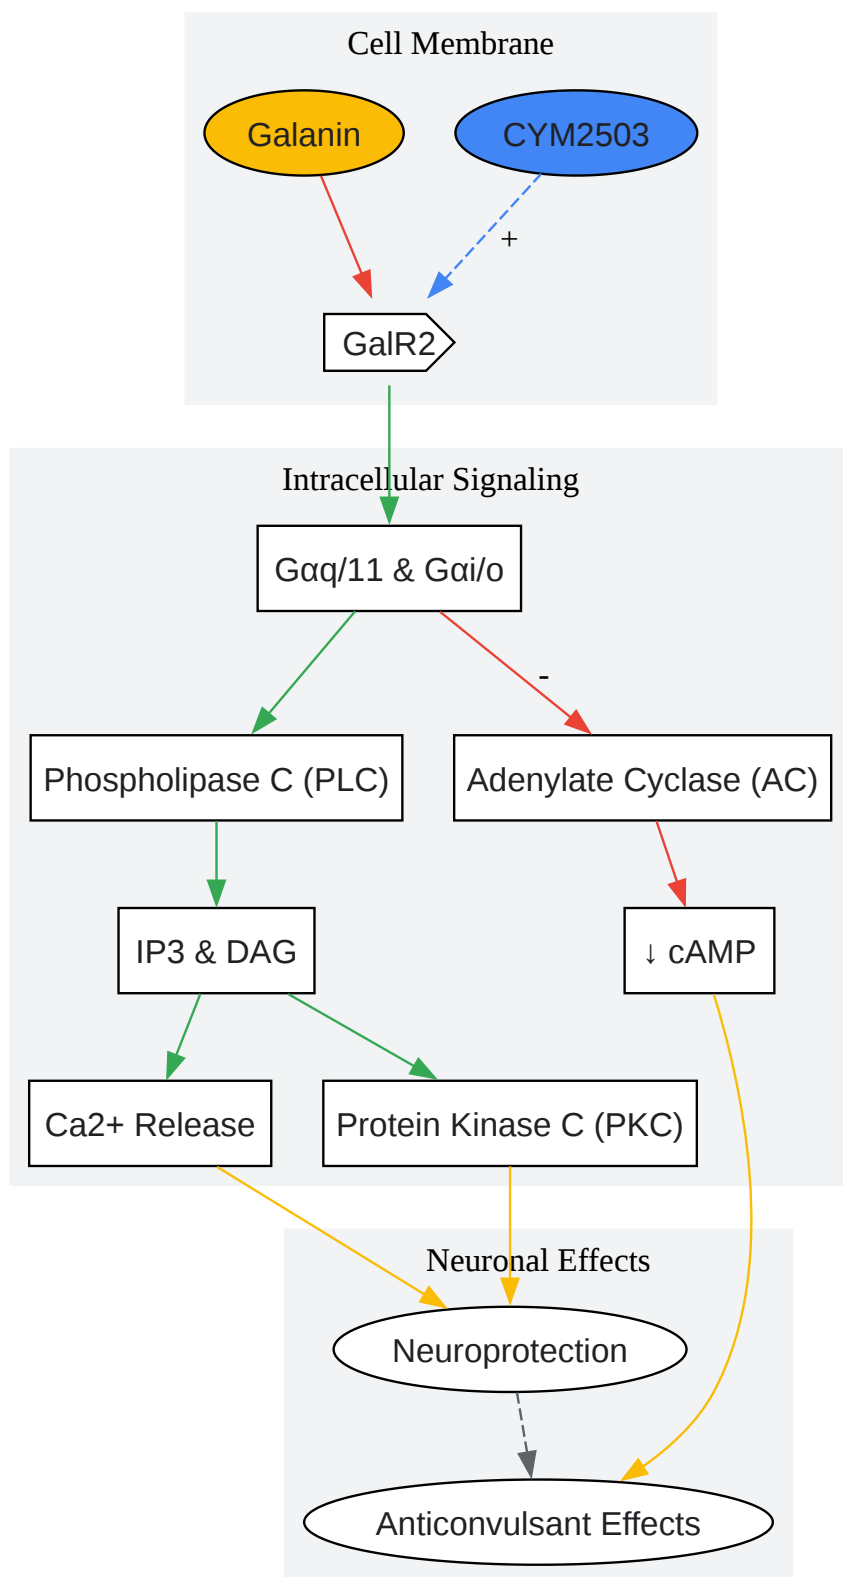 Cell Membrane
Galanin
CYM2503
+
GalR2
Intracellular Signaling
Gαq/11 & Gαi/o
-
Phospholipase C (PLC)
Adenylate Cyclase (AC)
IP3 & DAG
↓ cAMP
Ca2+ Release
Protein Kinase C (PKC)
Neuronal Effects
Neuroprotection
Anticonvulsant Effects